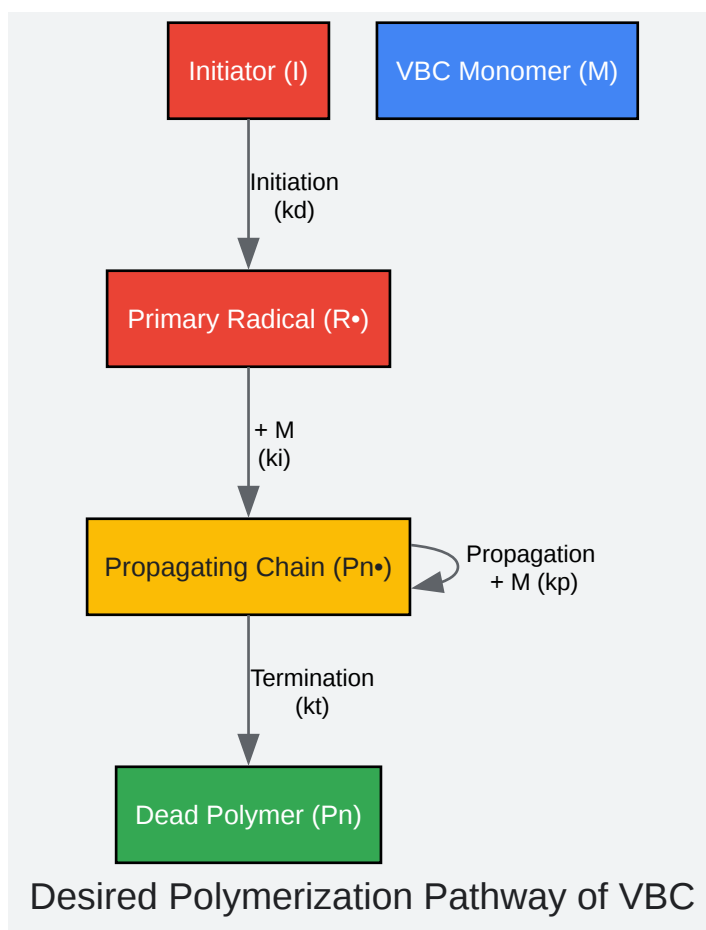 Initiator (I)
VBC Monomer (M)
Initiation
(kd)
Primary Radical (R•)
+ M
(ki)
Propagating Chain (Pn•)
Propagation
+ M (kp)
Termination
(kt)
Dead Polymer (Pn)
Desired Polymerization Pathway of VBC